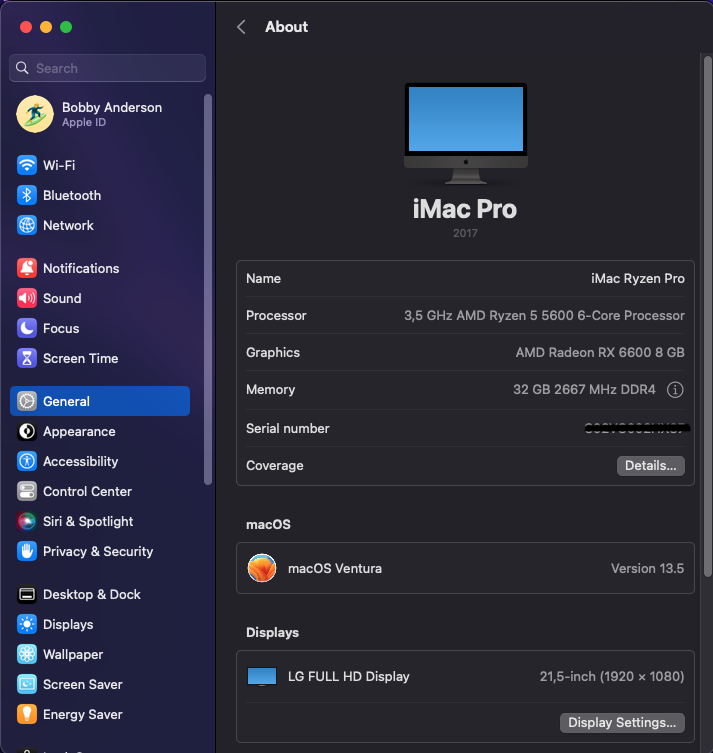 About
Search
Bobby Anderson
Apple ID
Wi-Fi
Bluetooth
Network
Notifications
Sound
Focus
Screen Time
General
Appearance
Accessibility
Control Center
Siri & Spotlight
Privacy & Security
Desktop & Dock
Displays
Wallpaper
Screen Saver
Energy Saver
iMac Pro
2017
Name iMac Ryzen Pro
Processor 3,5 GHz AMD Ryzen 5 5600 6-Core Processor
Graphics AMD Radeon RX 6600 8 GB
Memory 32 GB 2667 MHz DDR4
Serial number
Coverage Details...
macOS
macOS Ventura Version 13.5
Displays
LG FULL HD Display 21,5-inch (1920 × 1080)
Display Settings...